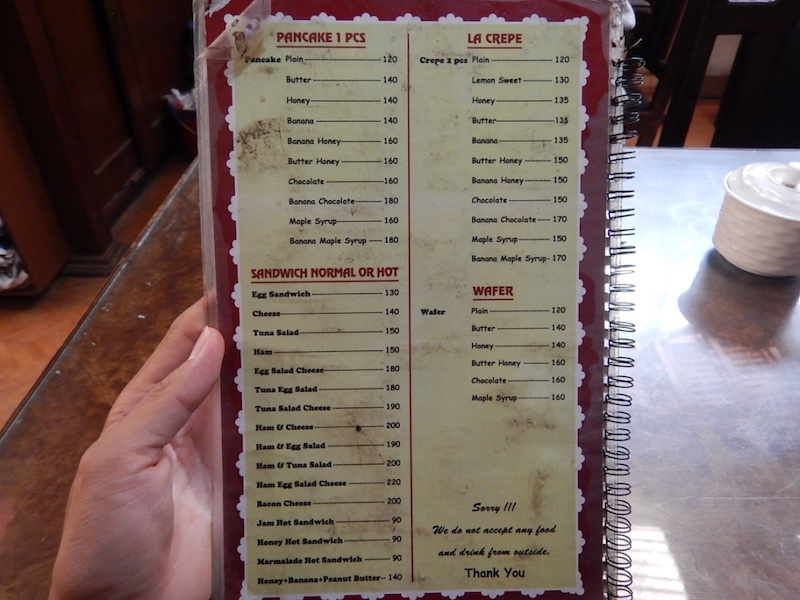 PANCAKE 1 PCS
Pancake Plain 120
Butter 140
Honey 140
Banana 140
Banana Honey 160
Butter Honey 160
Chocolate 160
Banana Chocolate 180
Maple Syrup 160
Banana Maple Syrup 180
SANDWICH NORMAL OR HOT
Egg Sandwich 130
Cheese 140
Tuna Salad 150
Ham 150
Egg Salad Cheese 180
Tuna Egg Salad 180
Tuna Salad Cheese 190
Ham & Cheese 200
Ham & Egg Salad 190
Ham & Tuna Salad 200
Ham Egg Salad Cheese 220
Bacon Cheese 200
Jam Hot Sandwich 90
Honey Hot Sandwich 90
Marmalade Hot Sandwich 90
Honey+Banana+Peanut Butter 140
LA CREPE
Crepe 2 pcs Plain 120
Lemon Sweet 130
Honey 135
Butter 135
Banana 135
Butter Honey 150
Banana Honey 150
Chocolate 150
Banana Chocolate 170
Maple Syrup 150
Banana Maple Syrup 170
WAFER
Wafer Plain 120
Butter 140
Honey 140
Butter Honey 160
Chocolate 160
Maple Syrup 160
Sorry !!!
We do not accept any food
and drink from outside.
Thank You